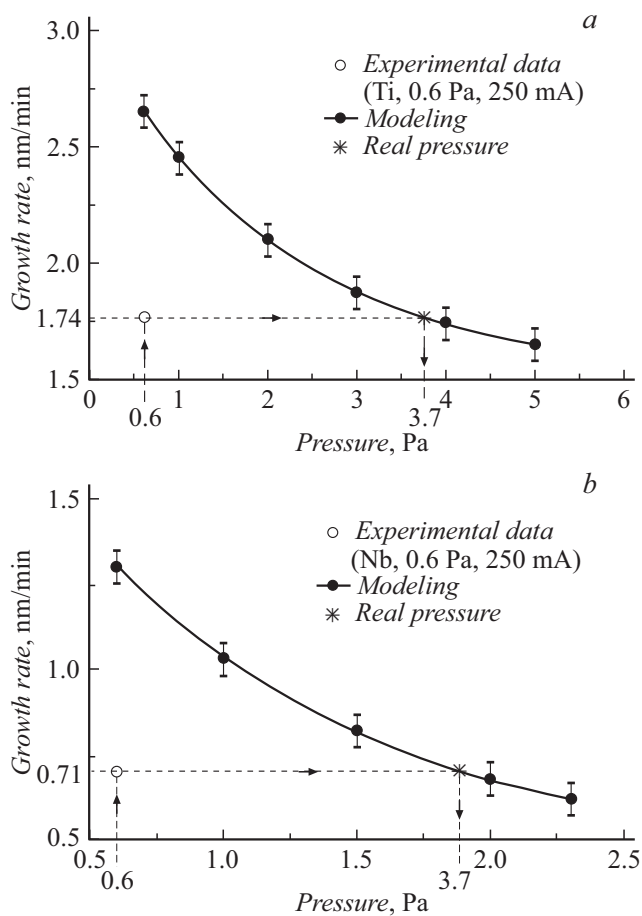 a
3.0
Experimental data
(Ti, 0.6 Pa, 250 mA)
Modeling
Real pressure
2.5
2.0
1.74
1.5
Growth rate, nm/min
0 1 2 3 4 5 6
0.6 3.7
Pressure, Pa
b
1.5
Experimental data
(Nb, 0.6 Pa, 250 mA)
Modeling
Real pressure
1.0
0.71
0.5
Growth rate, nm/min
0.5 1.0 1.5 2.0 2.5
0.6 3.7
Pressure, Pa